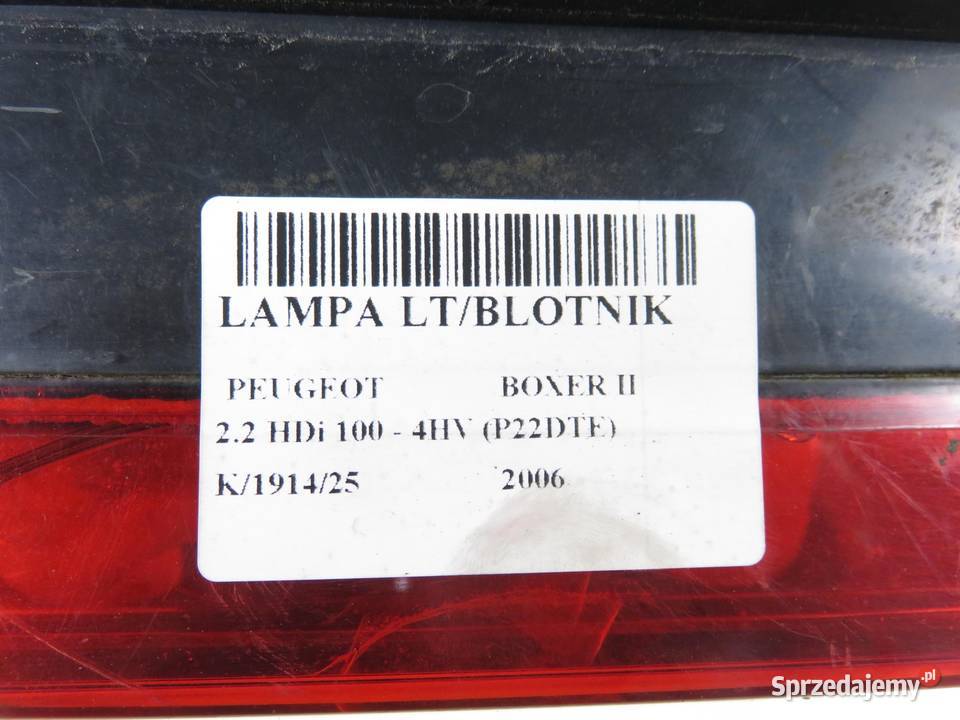 LAMPA LT/BLOTNIK
PEUGEOT BOXER II
2.2 HDi 100 - 4HV (P22DTE)
K/1914/25 2006
Sprzedajemy.pl